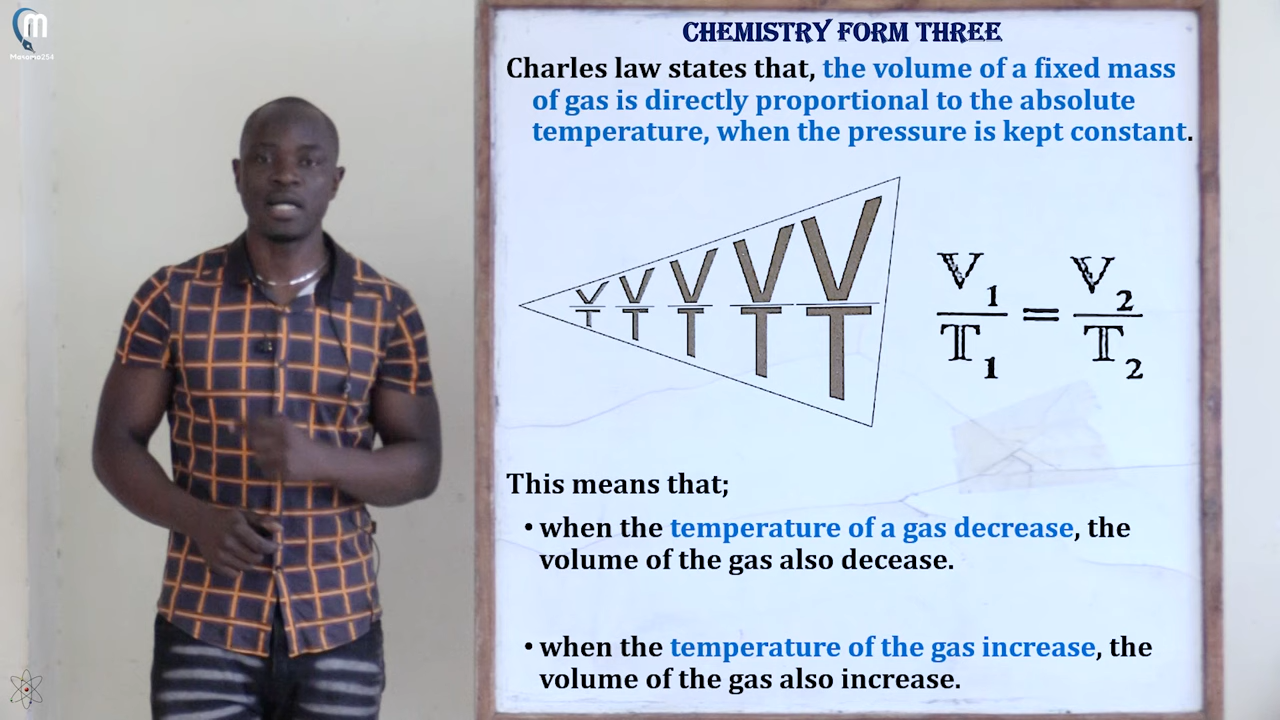 M
Masomo254
CHEMISTRY FORM THREE
Charles law states that, the volume of a fixed mass
of gas is directly proportional to the absolute
temperature, when the pressure is kept constant.
V V V V V
T T T T T
V1 = V2
T1 T2
This means that;
• when the temperature of a gas decrease, the
volume of the gas also decease.
• when the temperature of the gas increase, the
volume of the gas also increase.